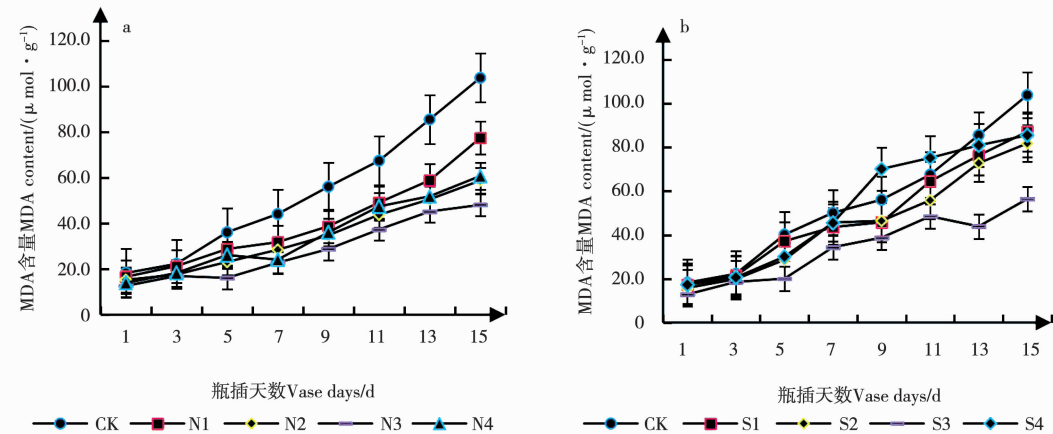 a
MDA含量MDA content/(μ mol · g⁻¹)
120.0
100.0
80.0
60.0
40.0
20.0
0
1 3 5 7 9 11 13 15
瓶插天数Vase days/d
CK N1 N2 N3 N4
b
MDA含量MDA content/(μ mol · g⁻¹)
120.0
100.0
80.0
60.0
40.0
20.0
0
1 3 5 7 9 11 13 15
瓶插天数Vase days/d
CK S1 S2 S3 S4